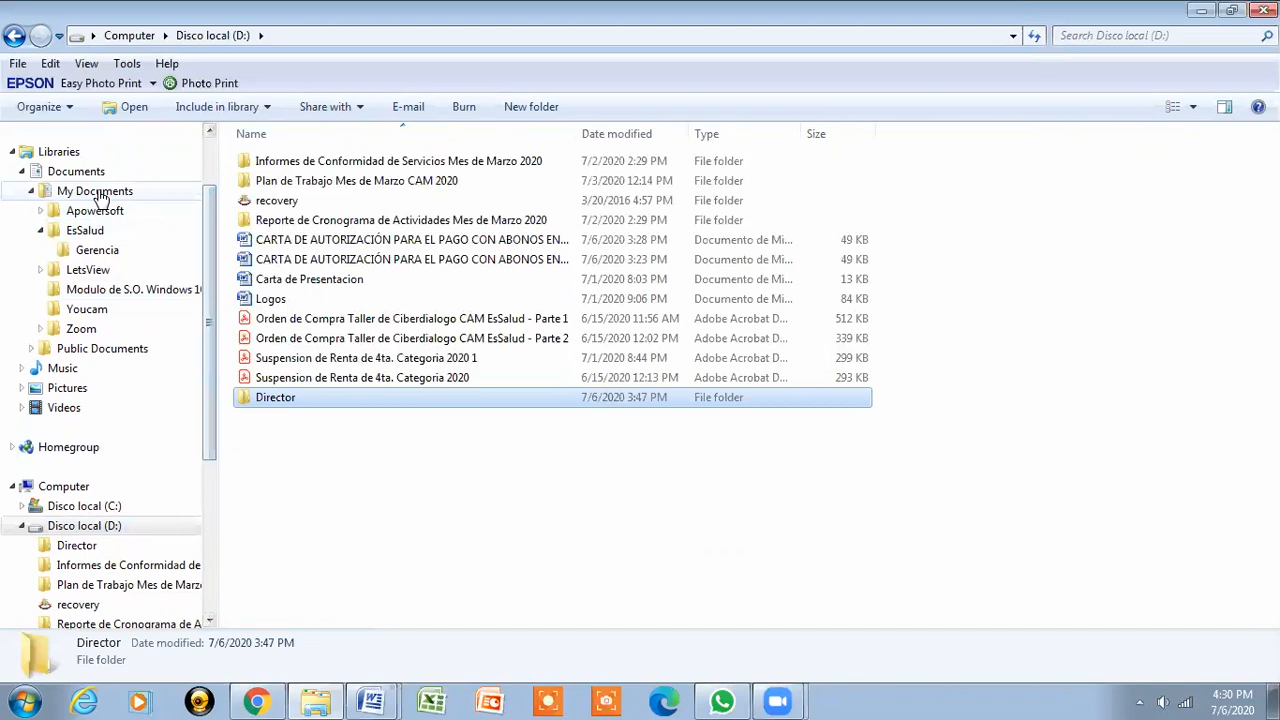 Computer Disco local (D:) Search Disco local (D:)
File Edit View Tools Help
EPSON Easy Photo Print Photo Print
Organize Open Include in library Share with E-mail Burn New folder
Libraries
Documents
My Documents
Apowersoft
EsSalud
Gerencia
LetsView
Modulo de S.O. Windows 10
Youcam
Zoom
Public Documents
Music
Pictures
Videos
Homegroup
Computer
Disco local (C:)
Disco local (D:)
Director
Informes de Conformidad de
Plan de Trabajo Mes de Marzo
recovery
Reporte de Cronograma de A
Name Date modified Type Size
Informes de Conformidad de Servicios Mes de Marzo 2020 7/2/2020 2:29 PM File folder
Plan de Trabajo Mes de Marzo CAM 2020 7/3/2020 12:14 PM File folder
recovery 3/20/2016 4:57 PM File folder
Reporte de Cronograma de Actividades Mes de Marzo 2020 7/2/2020 2:29 PM File folder
CARTA DE AUTORIZACIÓN PARA EL PAGO CON ABONOS EN... 7/6/2020 3:28 PM Documento de Mi... 49 KB
CARTA DE AUTORIZACIÓN PARA EL PAGO CON ABONOS EN... 7/6/2020 3:23 PM Documento de Mi... 49 KB
Carta de Presentacion 7/1/2020 8:03 PM Documento de Mi... 13 KB
Logos 7/1/2020 9:06 PM Documento de Mi... 84 KB
Orden de Compra Taller de Ciberdialogo CAM EsSalud - Parte 1 6/15/2020 11:56 AM Adobe Acrobat D... 512 KB
Orden de Compra Taller de Ciberdialogo CAM EsSalud - Parte 2 6/15/2020 12:02 PM Adobe Acrobat D... 339 KB
Suspension de Renta de 4ta. Categoria 2020 1 7/1/2020 8:44 PM Adobe Acrobat D... 299 KB
Suspension de Renta de 4ta. Categoria 2020 6/15/2020 12:13 PM Adobe Acrobat D... 293 KB
Director 7/6/2020 3:47 PM File folder
Director Date modified: 7/6/2020 3:47 PM
File folder
4:30 PM
7/6/2020